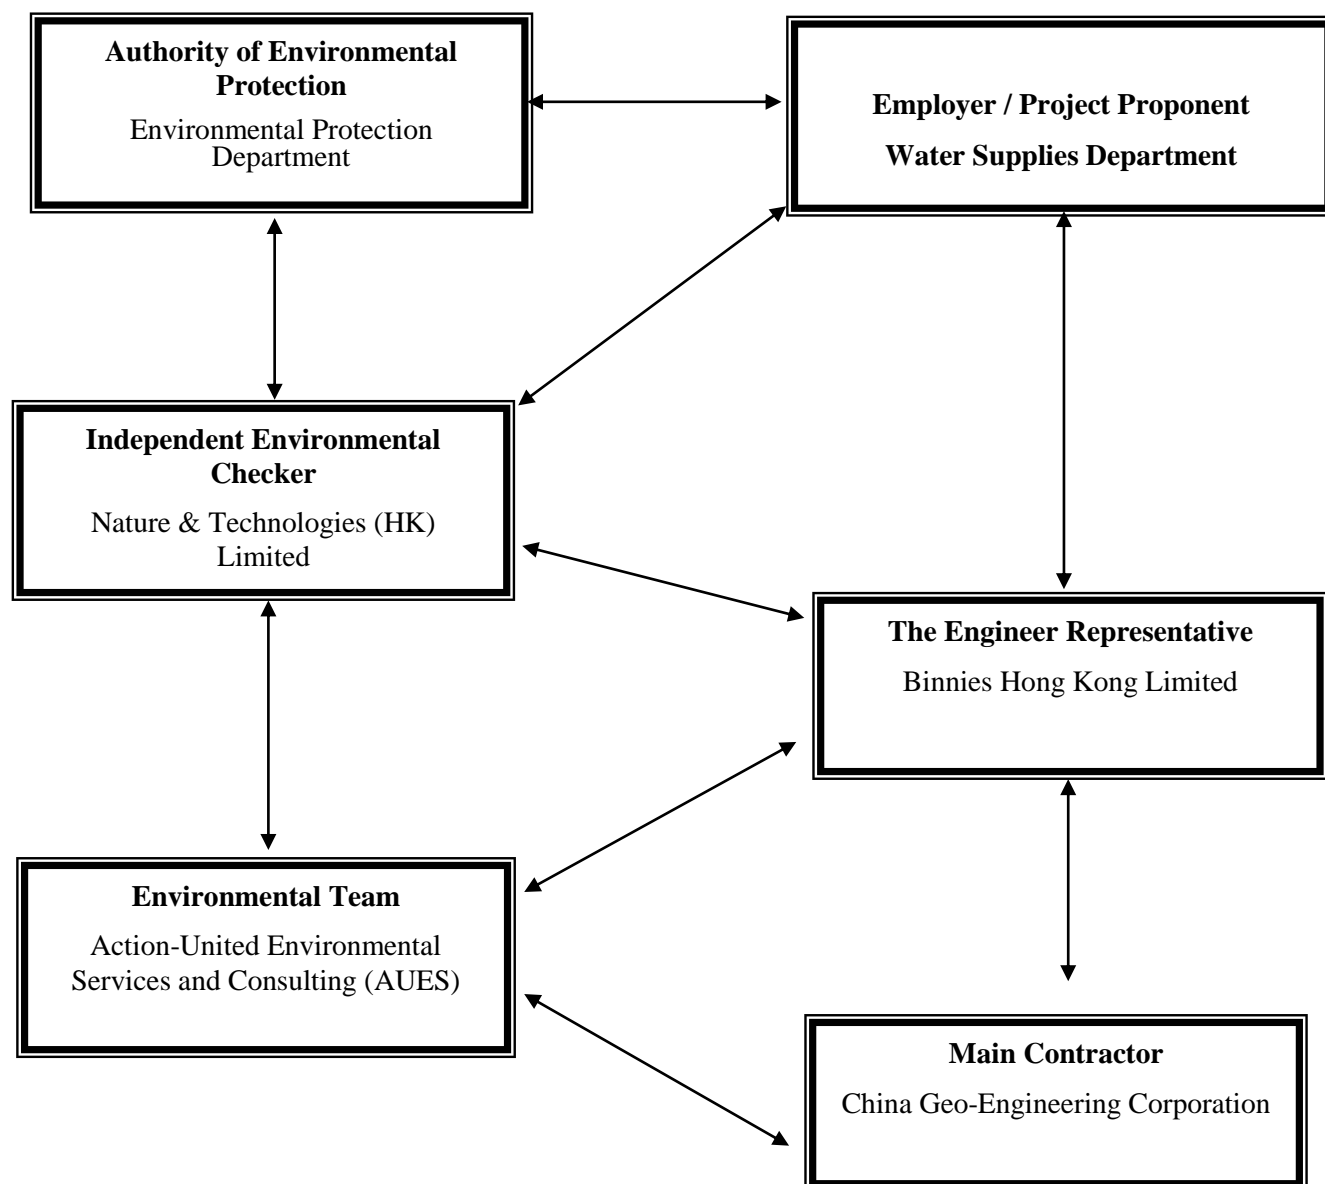 Authority of Environmental
Protection
Environmental Protection
Department
Employer / Project Proponent
Water Supplies Department
Independent Environmental
Checker
Nature & Technologies (HK)
Limited
The Engineer Representative
Binnies Hong Kong Limited
Environmental Team
Action-United Environmental
Services and Consulting (AUES)
Main Contractor
China Geo-Engineering Corporation